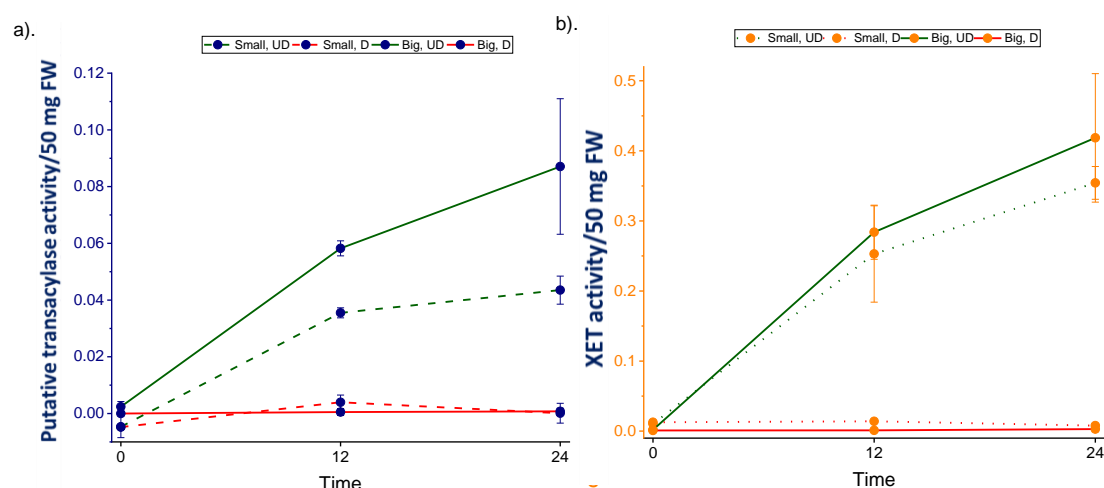 a).
Small, UD Small, D Big, UD Big, D
Putative transacylase activity/50 mg FW
0.12
0.10
0.08
0.06
0.04
0.02
0.00
0 12 24
Time
b).
Small, UD Small, D Big, UD Big, D
XET activity/50 mg FW
0.5
0.4
0.3
0.2
0.1
0.0
0 12 24
Time